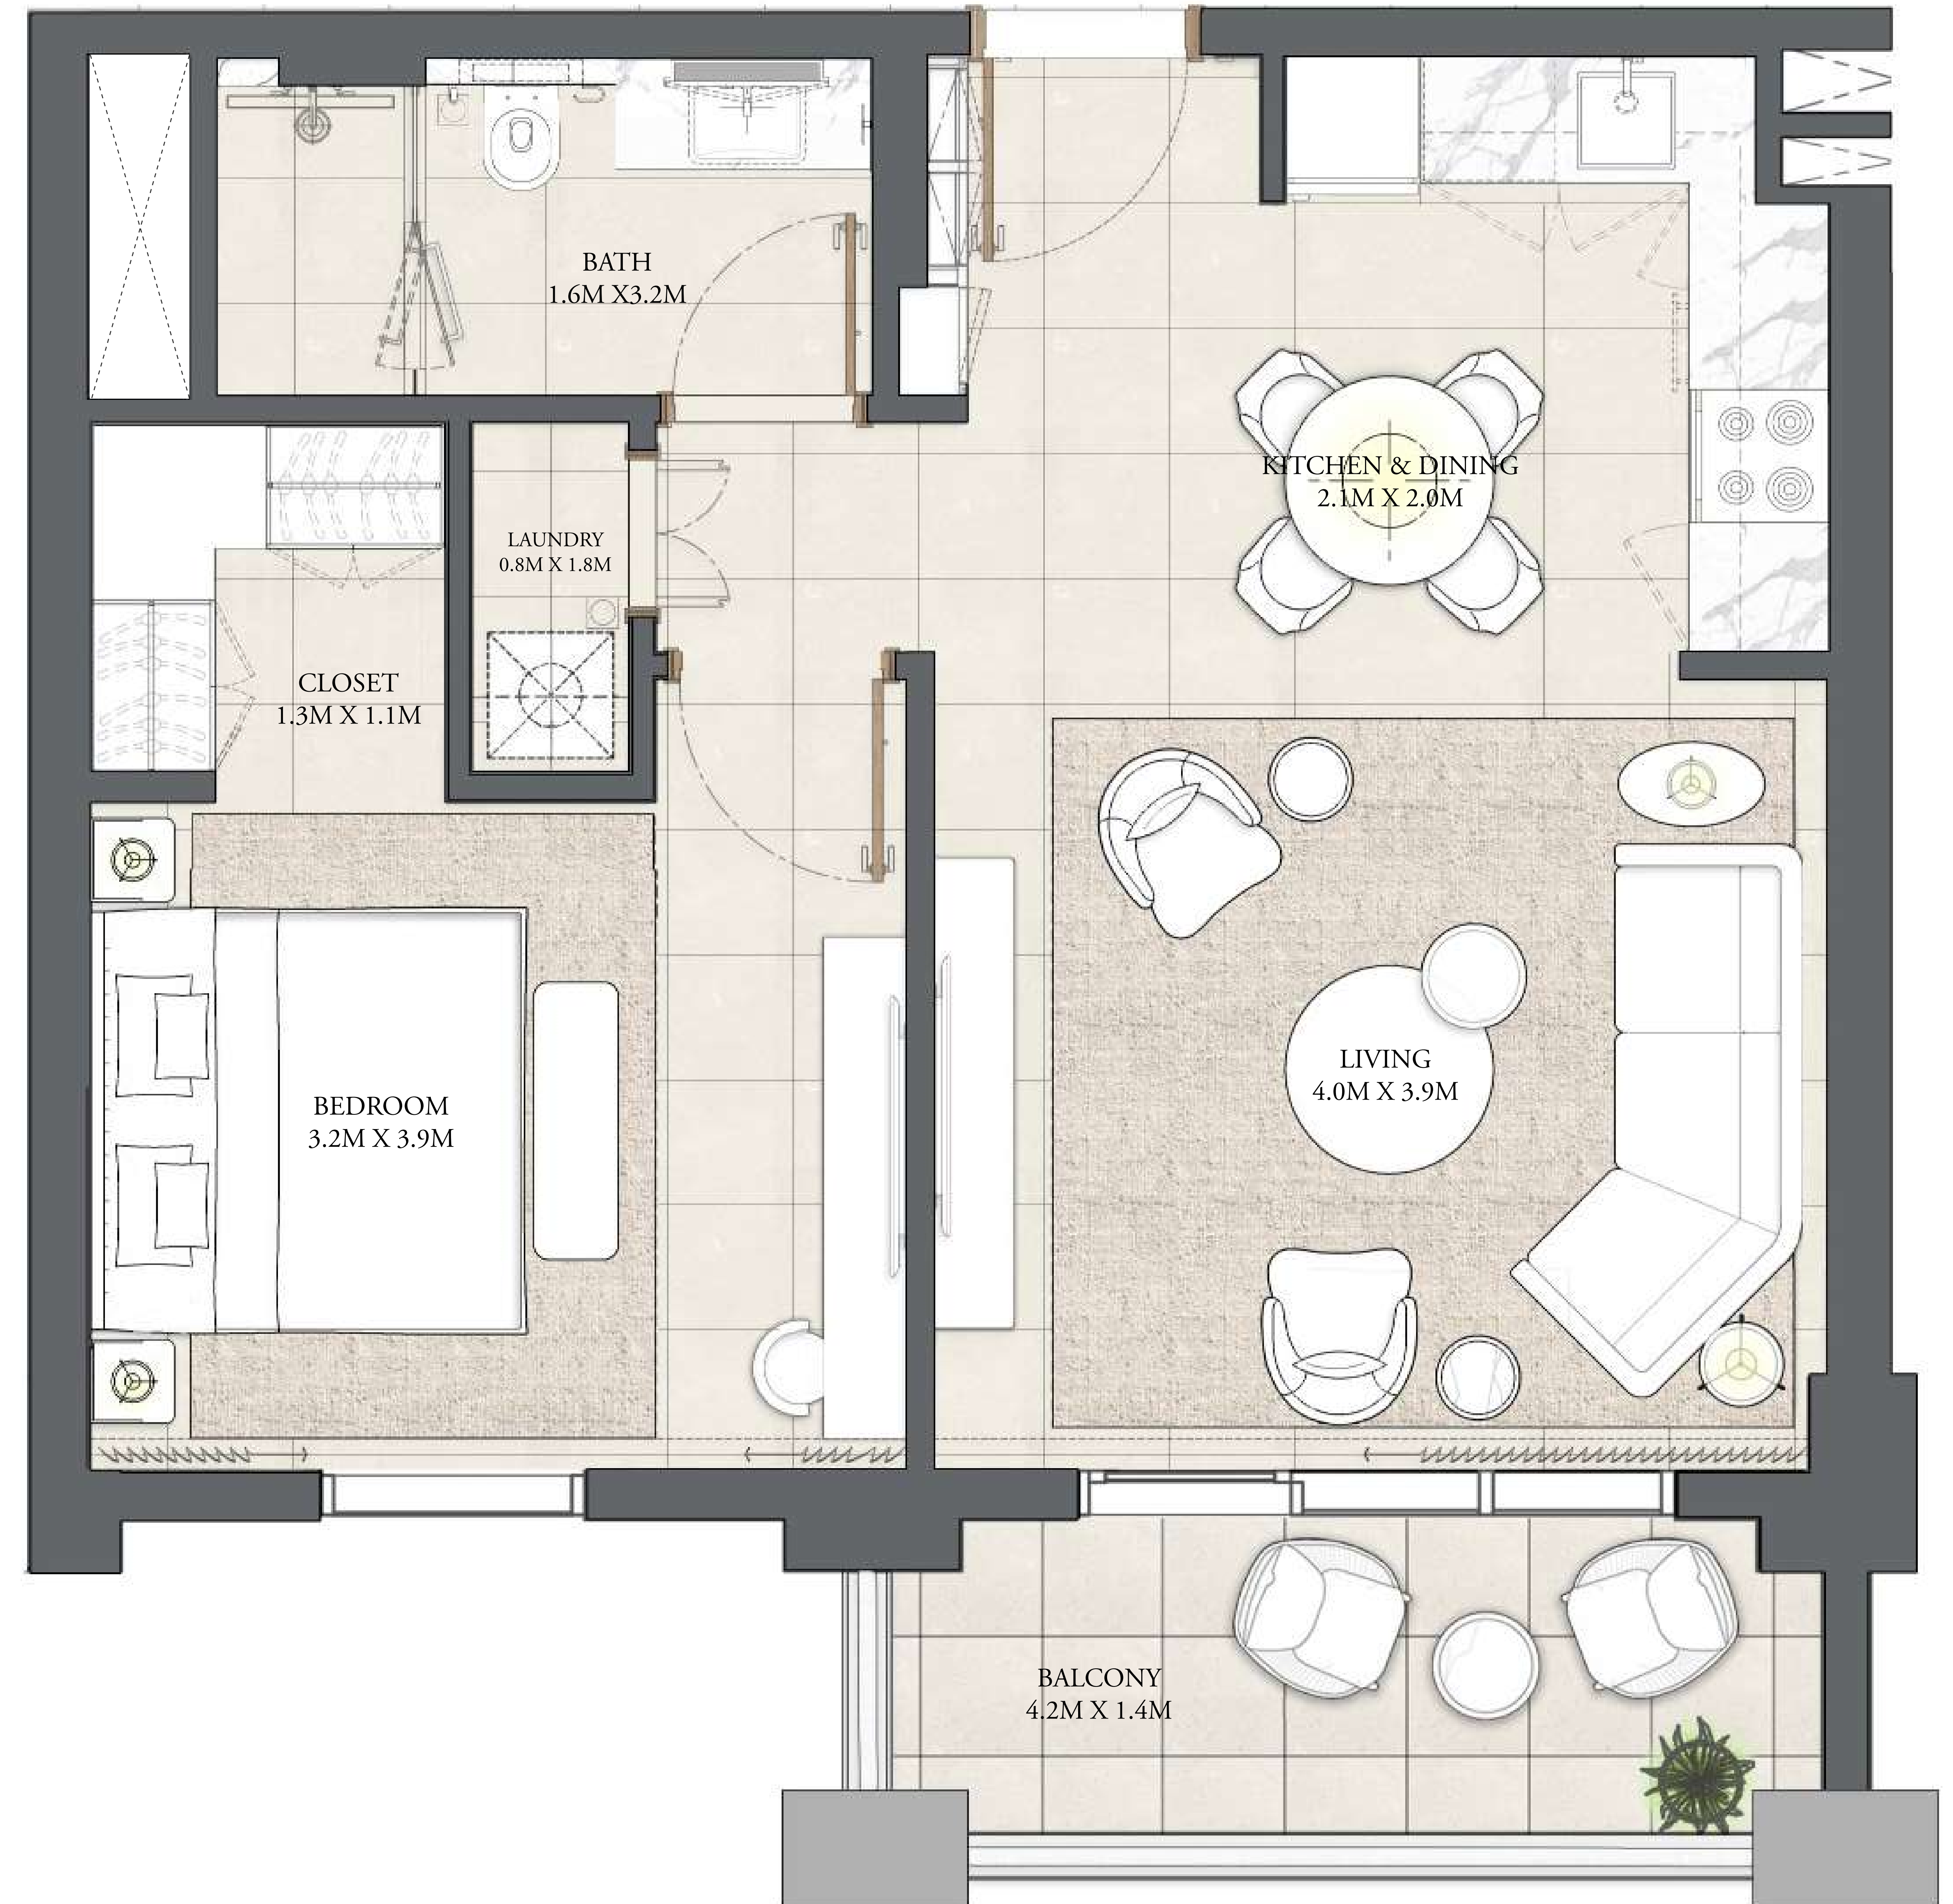 BATH
1.6M X3.2M
KITCHEN & DINING
2.1M X 2.0M
LAUNDRY
0.8M X 1.8M
CLOSET
1.3M X 1.1M
LIVING
4.0M X 3.9M
BEDROOM
3.2M X 3.9M
BALCONY
4.2M X 1.4M